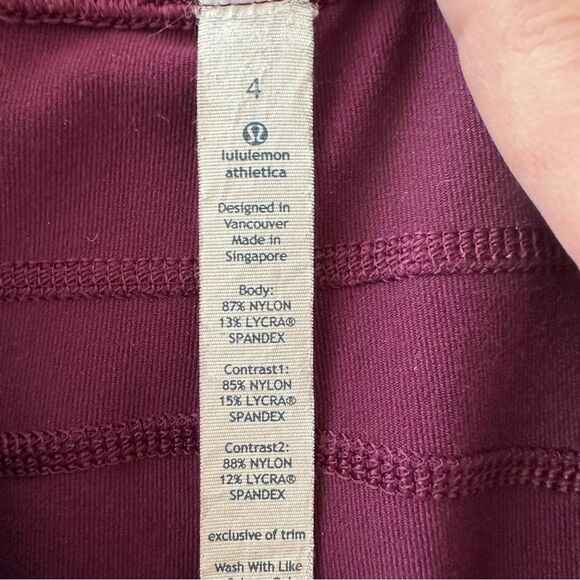 4
lululemon
athletica
Designed in
Vancouver
Made in
Singapore
Body:
87% NYLON
13% LYCRA®
SPANDEX
Contrast1:
85% NYLON
15% LYCRA®
SPANDEX
Contrast2:
88% NYLON
12% LYCRA®
SPANDEX
exclusive of trim
Wash With Like